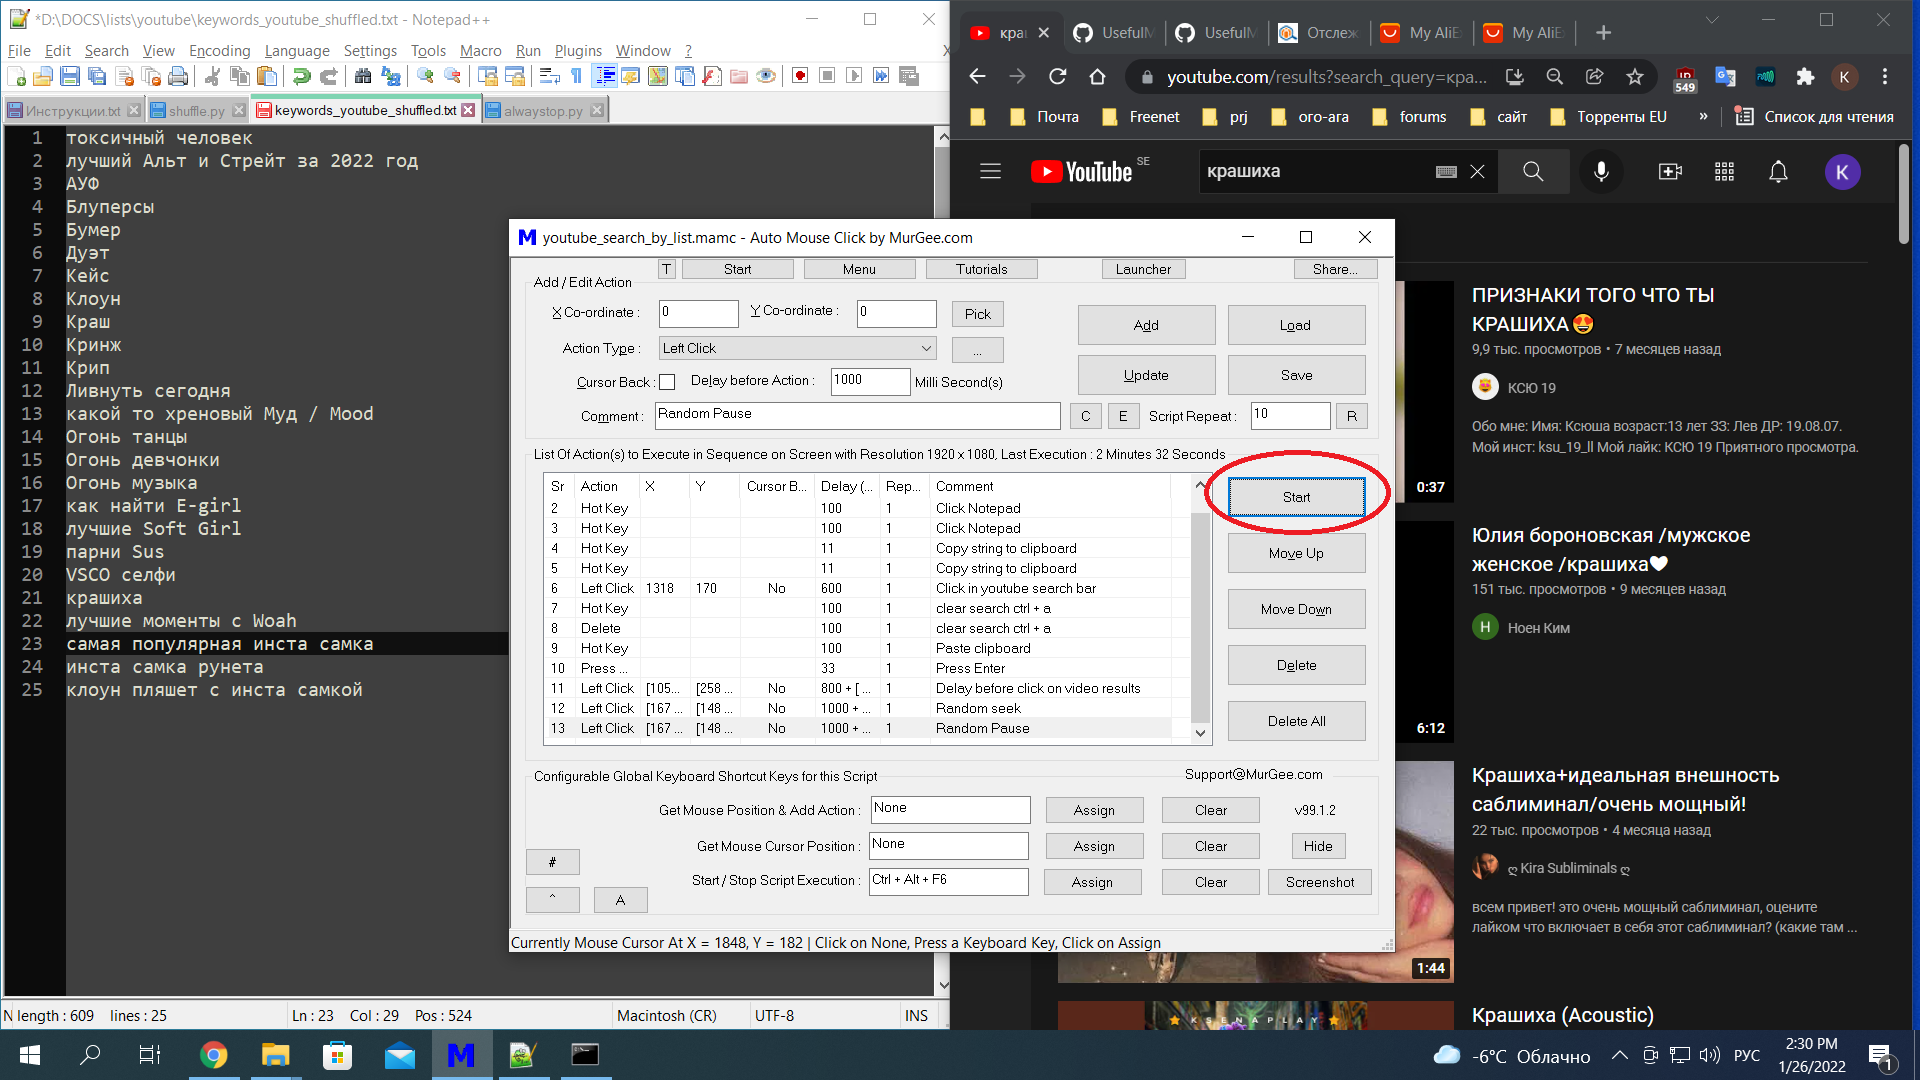 *D:\DOCS\lists\youtube\keywords_youtube_shuffled.txt - Notepad++
File Edit Search View Encoding Language Settings Tools Macro Run Plugins Window ? X
Инструкции.txt
shuffle.py
keywords_youtube_shuffled.txt
alwaystop.py
1 токсичный человек
2 лучший Альт и Стрейт за 2022 год
3 АУФ
4 Блуперсы
5 Бумер
6 Дуэт
7 Кейс
8 Клоун
9 Краш
10 Кринж
11 Крип
12 Ливнуть сегодня
13 какой то хреновый Муд / Mood
14 Огонь танцы
15 Огонь девчонки
16 Огонь музыка
17 как найти E-girl
18 лучшие Soft Girl
19 парни Sus
20 VSCO селфи
21 крашиха
22 лучшие моменты с Woah
23 самая популярная инста самка
24 инста самка рунета
25 клоун пляшет с инста самкой
N length : 609 lines : 25 Ln : 23 Col : 29 Pos : 524 Macintosh (CR) UTF-8 INS
youtube_search_by_list.mamc - Auto Mouse Click by MurGee.com
T Start Menu Tutorials Launcher Share...
Add / Edit Action
X Co-ordinate : 0 Y Co-ordinate : 0 Pick Add Load
Action Type : Left Click ...
Cursor Back : Delay before Action : 1000 Milli Second(s) Update Save
Comment : Random Pause C E Script Repeat : 10 R
List Of Action(s) to Execute in Sequence on Screen with Resolution 1920 x 1080, Last Execution : 2 Minutes 32 Seconds
Sr Action X Y Cursor B... Delay (... Rep... Comment
2 Hot Key 100 1 Click Notepad
3 Hot Key 100 1 Click Notepad
4 Hot Key 11 1 Copy string to clipboard
5 Hot Key 11 1 Copy string to clipboard
6 Left Click 1318 170 No 600 1 Click in youtube search bar
7 Hot Key 100 1 clear search ctrl + a
8 Delete 100 1 clear search ctrl + a
9 Hot Key 100 1 Paste clipboard
10 Press ... 33 1 Press Enter
11 Left Click [105... [258 ... No 800 + [ ... 1 Delay before click on video results
12 Left Click [167 ... [148 ... No 1000 + ... 1 Random seek
13 Left Click [167 ... [148 ... No 1000 + ... 1 Random Pause
Start
Move Up
Move Down
Delete
Delete All
Configurable Global Keyboard Shortcut Keys for this Script Support@MurGee.com
Get Mouse Position & Add Action : None Assign Clear v99.1.2
Get Mouse Cursor Position : None Assign Clear Hide
Start / Stop Script Execution : Ctrl + Alt + F6 Assign Clear Screenshot
#
^ A
Currently Mouse Cursor At X = 1848, Y = 182 | Click on None, Press a Keyboard Key, Click on Assign
кра
UsefulM
UsefulM
Отслеж
My AliE
My AliE
youtube.com/results?search_query=кра...
549
K
Почта Freenet prj ого-ага forums сайт Торренты EU » Список для чтения
YouTube SE
крашиха
K
ПРИЗНАКИ ТОГО ЧТО ТЫ
КРАШИХА😍
9,9 тыс. просмотров • 7 месяцев назад
КСЮ 19
Обо мне: Имя: Ксюша возраст:13 лет ЗЗ: Лев ДР: 19.08.07.
Мой инст: ksu_19_ll Мой лайк: КСЮ 19 Приятного просмотра.
0:37
Юлия бороновская /мужское
женское /крашиха🤍
151 тыс. просмотров • 9 месяцев назад
Н Ноен Ким
6:12
Крашиха+идеальная внешность
саблиминал/очень мощный!
22 тыс. просмотров • 4 месяца назад
ღ Kira Subliminals ღ
всем привет! это очень мощный саблиминал, оцените
лайком что включает в себя этот саблиминал? (какие там ...
1:44
KSENAPLAY
Крашиха (Acoustic)
-6°C Облачно
РУС
2:30 PM
1/26/2022
1